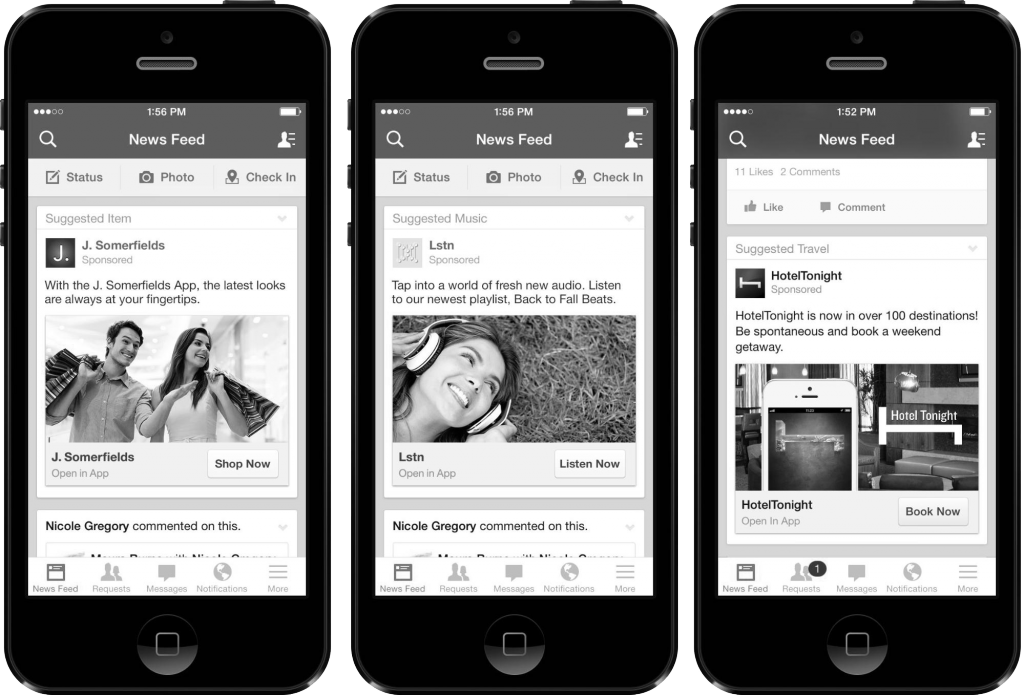 1:56 PM
News Feed
Status Photo Check In
Suggested Item
J.
J. Somerfields
Sponsored
With the J. Somerfields App, the latest looks
are always at your fingertips.
J. Somerfields
Open in App
Shop Now
Nicole Gregory commented on this.
News Feed Requests Messages Notifications More
1:56 PM
News Feed
Status Photo Check In
Suggested Music
Lstn
Sponsored
Tap into a world of fresh new audio. Listen
to our newest playlist, Back to Fall Beats.
Lstn
Open in App
Listen Now
Nicole Gregory commented on this.
News Feed Requests Messages Notifications More
1:52 PM
News Feed
11 Likes 2 Comments
Like Comment
Suggested Travel
HotelTonight
Sponsored
HotelTonight is now in over 100 destinations!
Be spontaneous and book a weekend
getaway.
Hotel Tonight
HotelTonight
Open In App
Book Now
1
News Feed Requests Messages Notifications More